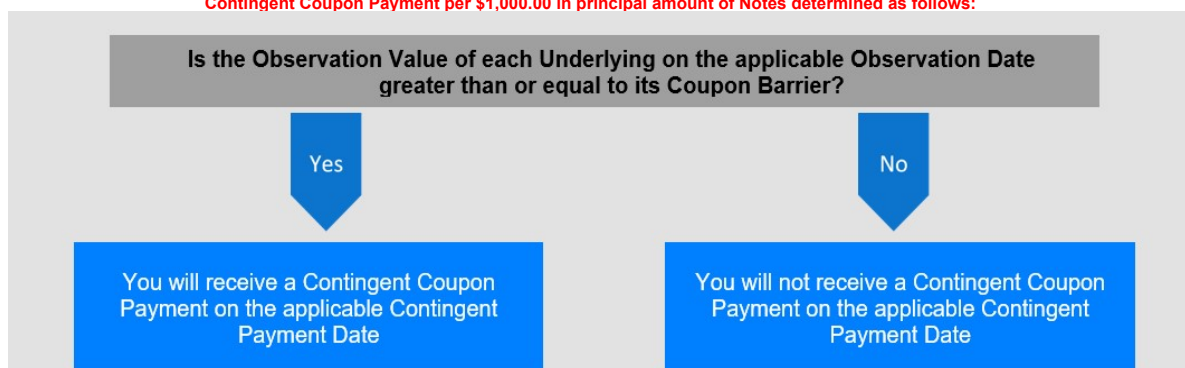 Contingent Coupon Payment per $1,000.00 in principal amount of Notes determined as follows:
Is the Observation Value of each Underlying on the applicable Observation Date
greater than or equal to its Coupon Barrier?
Yes
No
You will receive a Contingent Coupon
Payment on the applicable Contingent
Payment Date
You will not receive a Contingent Coupon
Payment on the applicable Contingent
Payment Date